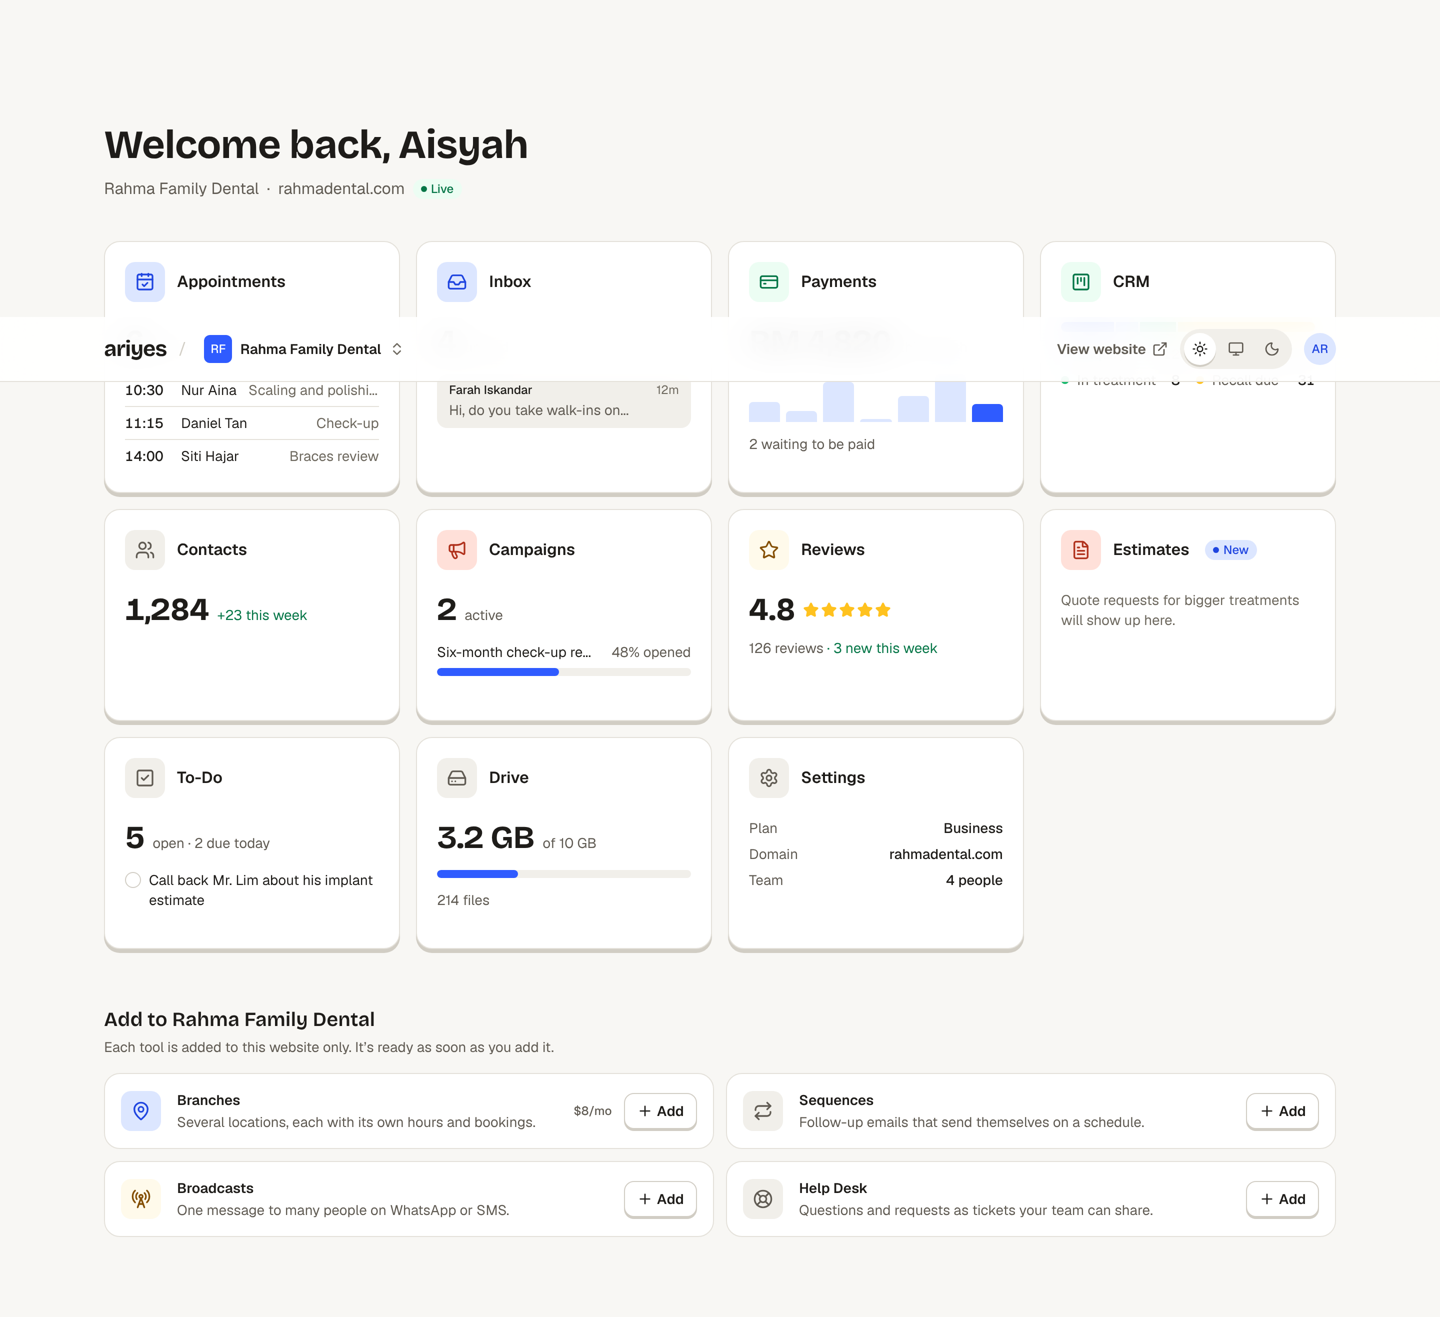 Welcome back, Aisyah
Rahma Family Dental · rahmadental.com Live
Appointments
Inbox
Payments
CRM
ariyes / RF Rahma Family Dental
View website AR
10:30 Nur Aina Scaling and polishi...
11:15 Daniel Tan Check-up
14:00 Siti Hajar Braces review
Farah Iskandar 12m
Hi, do you take walk-ins on...
2 waiting to be paid
Contacts
1,284 +23 this week
Campaigns
2 active
Six-month check-up re... 48% opened
Reviews
4.8
126 reviews · 3 new this week
Estimates New
Quote requests for bigger treatments
will show up here.
To-Do
5 open · 2 due today
Call back Mr. Lim about his implant
estimate
Drive
3.2 GB of 10 GB
214 files
Settings
Plan Business
Domain rahmadental.com
Team 4 people
Add to Rahma Family Dental
Each tool is added to this website only. It's ready as soon as you add it.
Branches
Several locations, each with its own hours and bookings.
$8/mo + Add
Sequences
Follow-up emails that send themselves on a schedule.
+ Add
Broadcasts
One message to many people on WhatsApp or SMS.
+ Add
Help Desk
Questions and requests as tickets your team can share.
+ Add